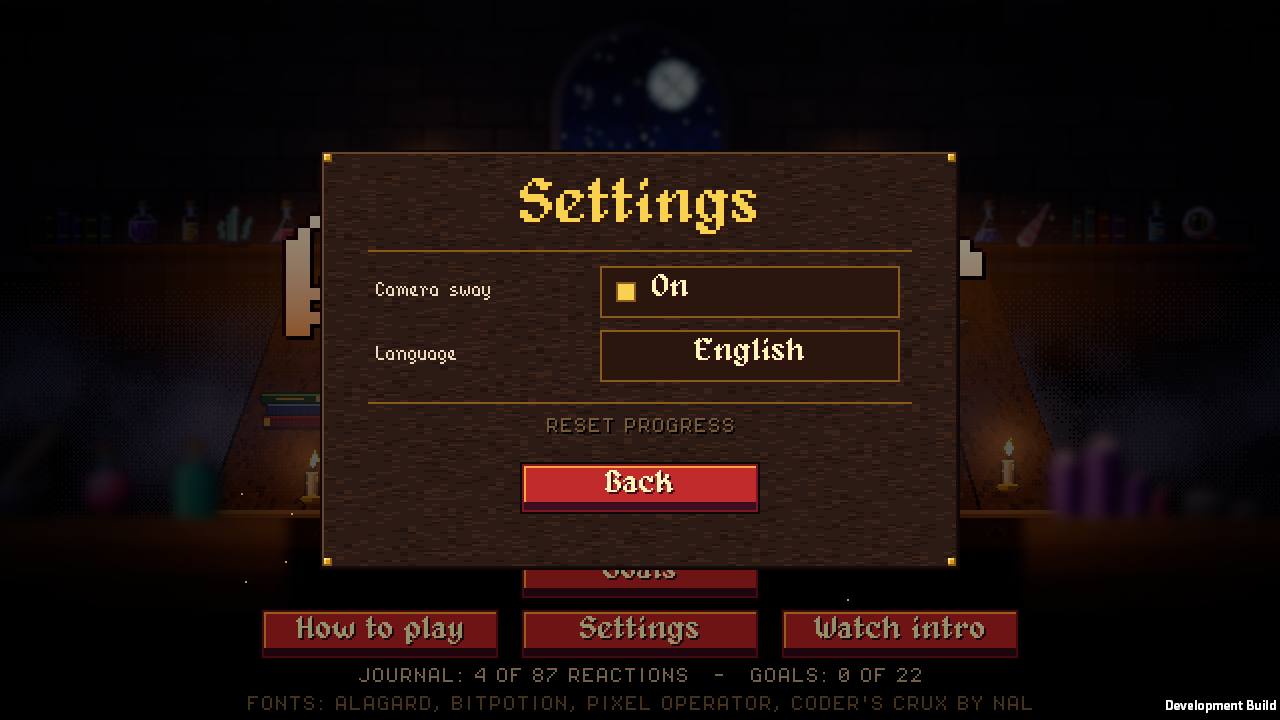 Settings
Camera sway
On
Language
English
RESET PROGRESS
Back
Goals
How to play
Settings
Watch intro
JOURNAL: 4 OF 87 REACTIONS - GOALS: 0 OF 22
FONTS: ALAGARD, BITPOTION, PIXEL OPERATOR, CODER'S CRUX BY NAL
Development Build